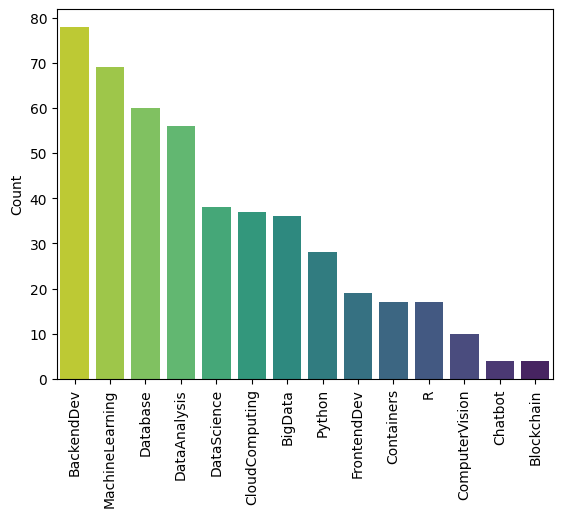 80
70
60
50
40
30
20
10
0
Count
BackendDev
MachineLearning
Database
DataAnalysis
DataScience
CloudComputing
BigData
Python
FrontendDev
Containers
R
ComputerVision
Chatbot
Blockchain